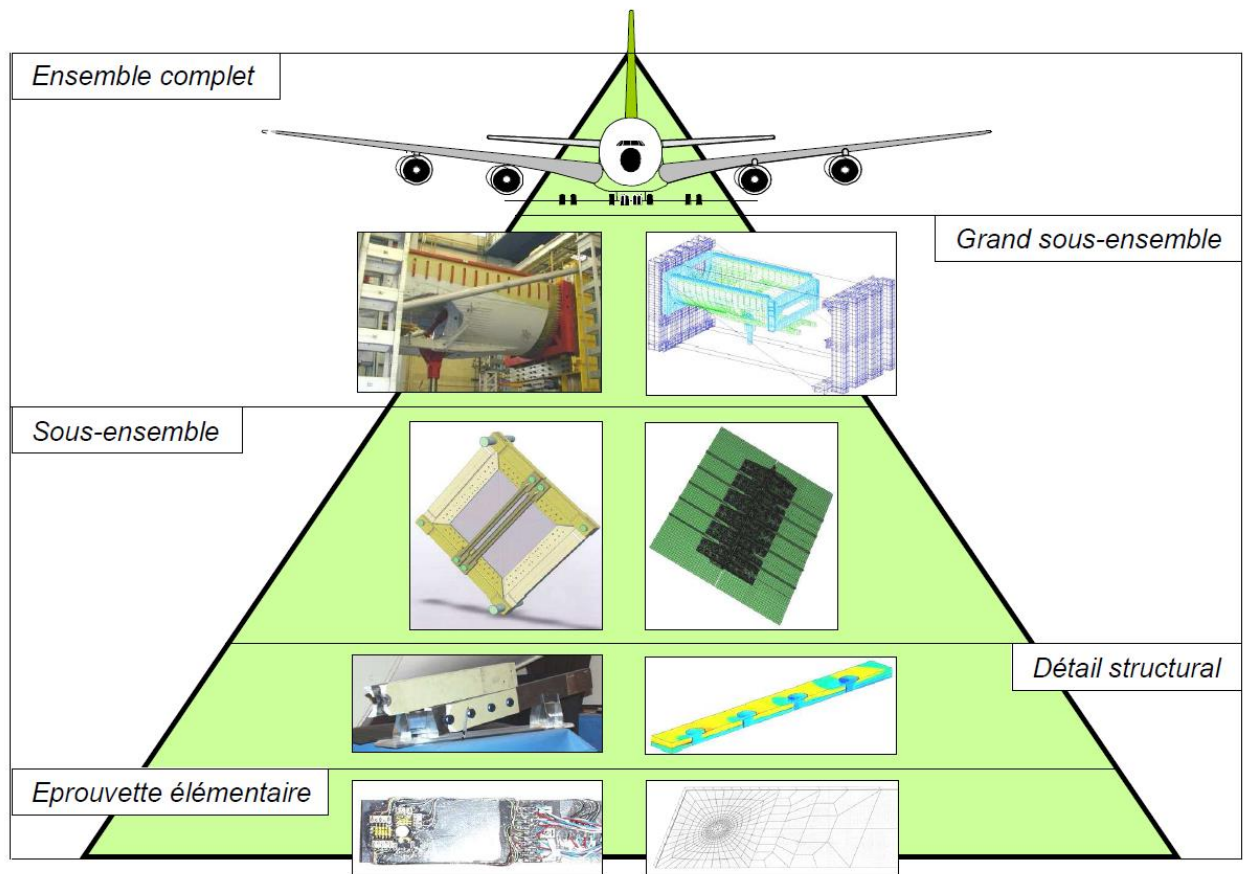 Ensemble complet
Grand sous-ensemble
Sous-ensemble
Détail structural
Eprouvette élémentaire